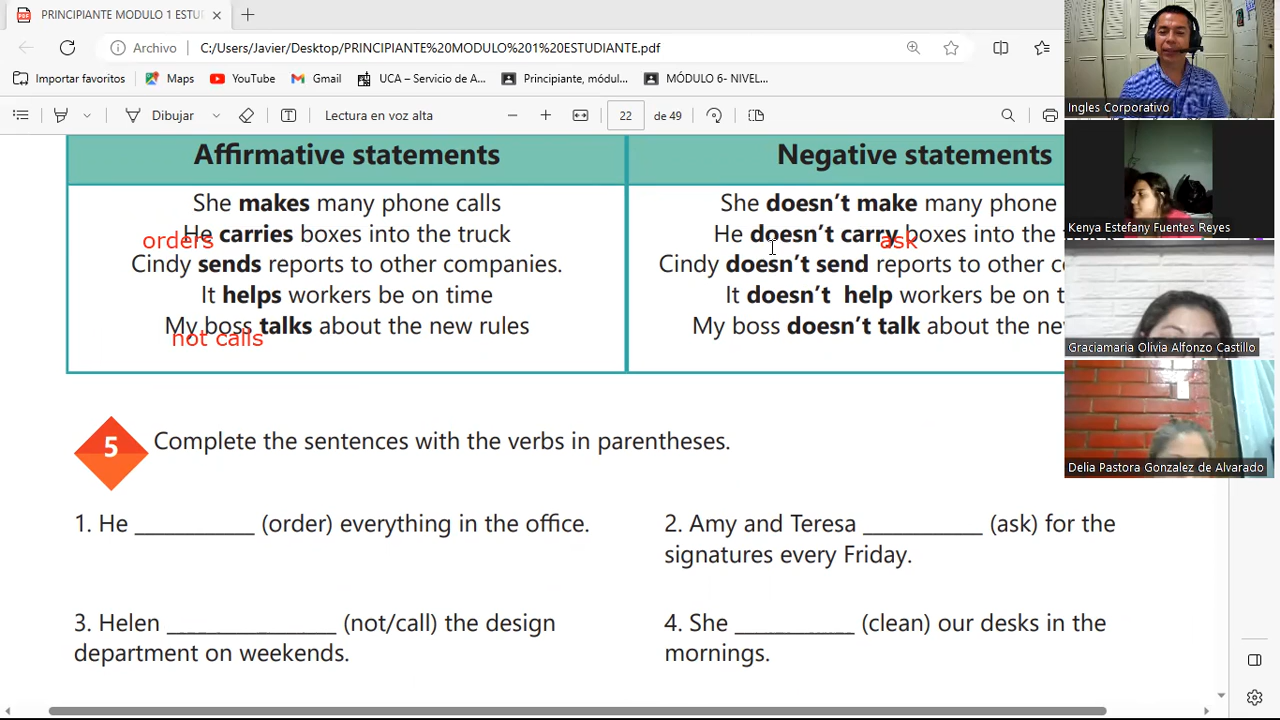 PRINCIPIANTE MODULO 1 ESTU
Archivo
C:/Users/Javier/Desktop/PRINCIPIANTE%20MODULO%201%20ESTUDIANTE.pdf
Importar favoritos
Maps
YouTube
Gmail
UCA – Servicio de A...
Principiante, módul...
MÓDULO 6- NIVEL...
Dibujar
Lectura en voz alta
22
de 49
Affirmative statements
She makes many phone calls
He carries boxes into the truck
orders
Cindy sends reports to other companies.
It helps workers be on time
My boss talks about the new rules
not calls
Negative statements
She doesn't make many phone
He doesn't carry boxes into the
ask
Cindy doesn't send reports to other co
It doesn't help workers be on t
My boss doesn't talk about the ne
5
Complete the sentences with the verbs in parentheses.
1. He __________ (order) everything in the office.
2. Amy and Teresa __________ (ask) for the
signatures every Friday.
3. Helen ______________ (not/call) the design
department on weekends.
4. She __________ (clean) our desks in the
mornings.
Ingles Corporativo
Kenya Estefany Fuentes Reyes
Graciamaria Olivia Alfonzo Castillo
Delia Pastora Gonzalez de Alvarado